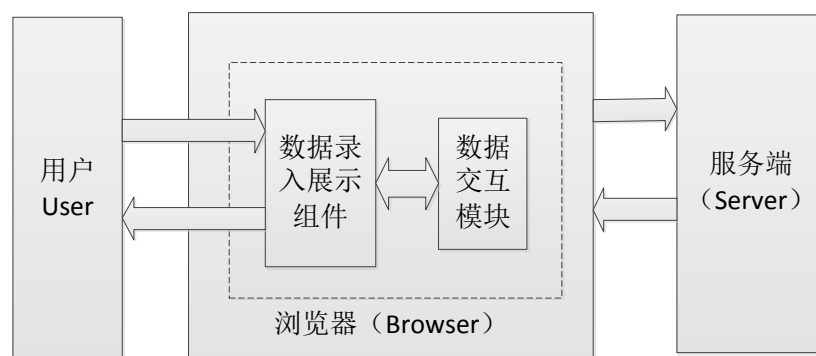 用户
User
数据录
入展示
组件
数据
交互
模块
浏览器（Browser）
服务端
（Server）